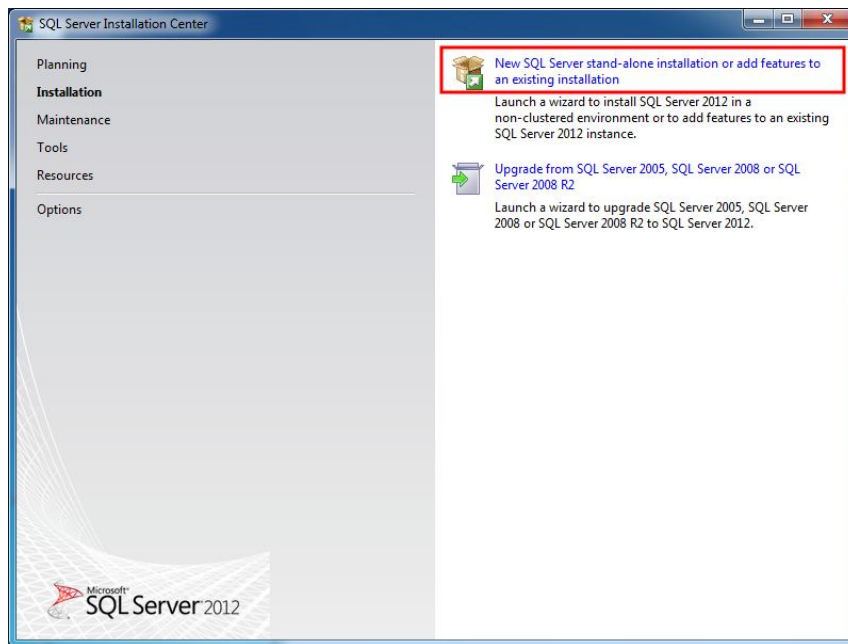 SQL Server Installation Center
Planning
Installation
Maintenance
Tools
Resources
Options
New SQL Server stand-alone installation or add features to
an existing installation
Launch a wizard to install SQL Server 2012 in a
non-clustered environment or to add features to an existing
SQL Server 2012 instance.
Upgrade from SQL Server 2005, SQL Server 2008 or SQL
Server 2008 R2
Launch a wizard to upgrade SQL Server 2005, SQL Server
2008 or SQL Server 2008 R2 to SQL Server 2012.
Microsoft®
SQL Server 2012